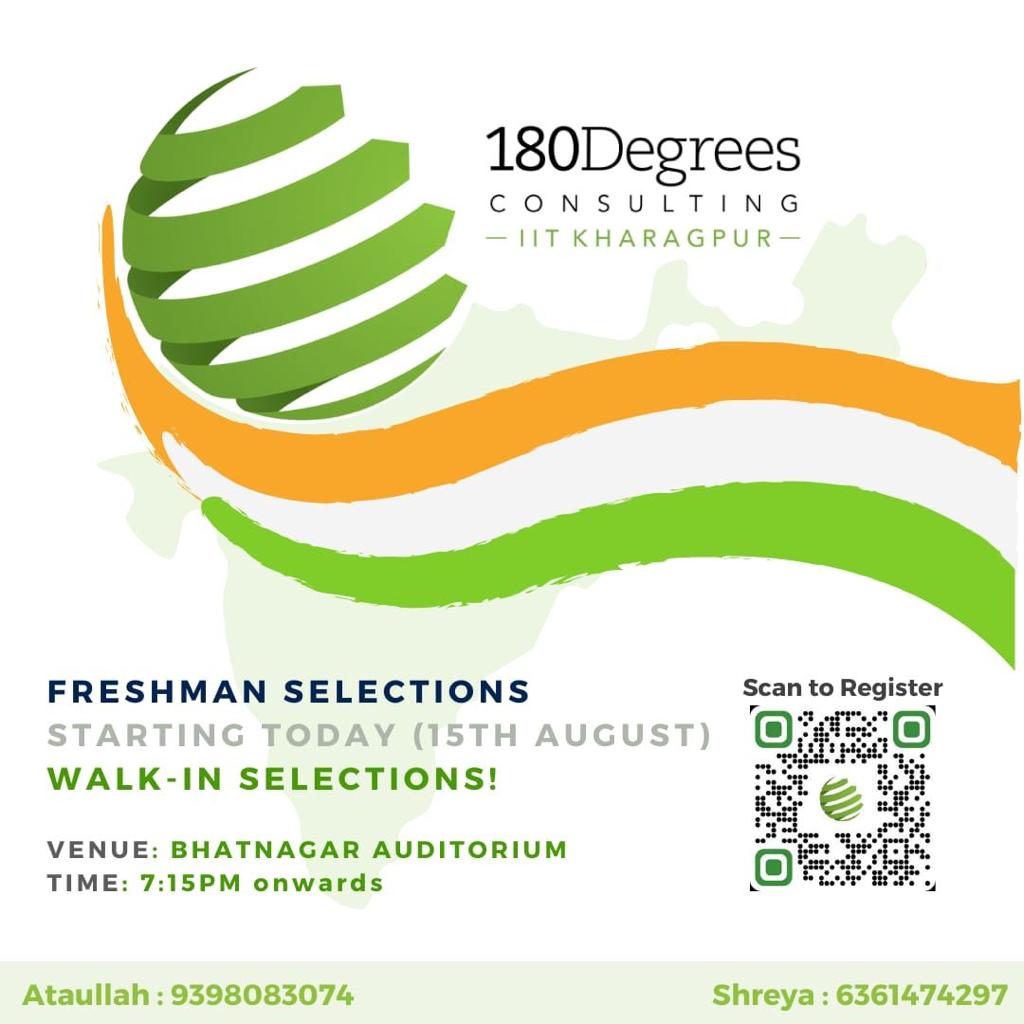 180Degrees
CONSULTING
IIT KHARAGPUR
FRESHMAN SELECTIONS
STARTING TODAY (15TH AUGUST)
WALK-IN SELECTIONS!
VENUE: BHATNAGAR AUDITORIUM
TIME: 7:15PM onwards
Scan to Register
Ataullah : 9398083074
Shreya : 6361474297